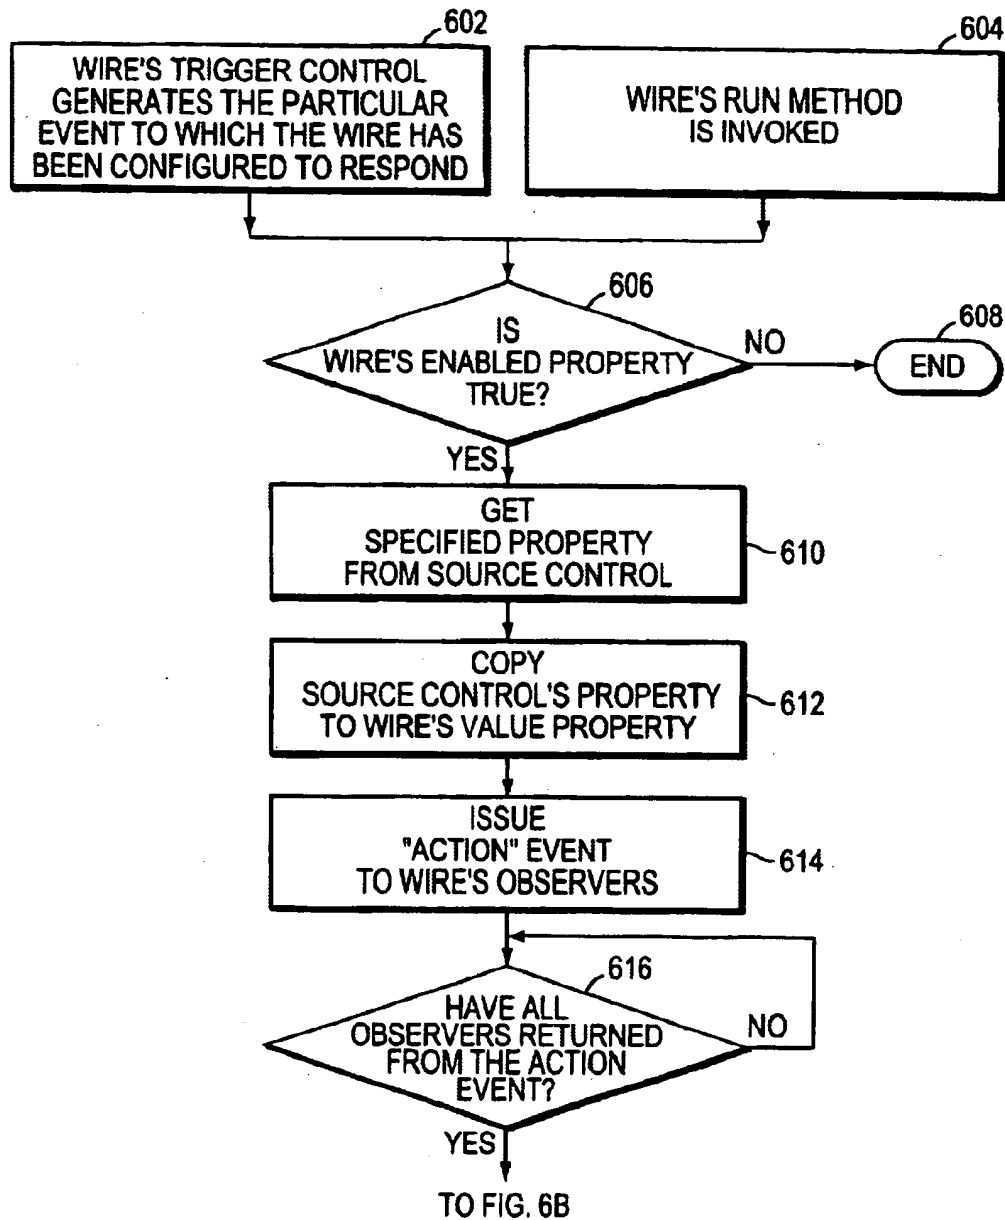 602
WIRE'S TRIGGER CONTROL
GENERATES THE PARTICULAR
EVENT TO WHICH THE WIRE HAS
BEEN CONFIGURED TO RESPOND
604
WIRE'S RUN METHOD
IS INVOKED
606
IS
WIRE'S ENABLED PROPERTY
TRUE?
NO
608
END
YES
GET
SPECIFIED PROPERTY
FROM SOURCE CONTROL
610
COPY
SOURCE CONTROL'S PROPERTY
TO WIRE'S VALUE PROPERTY
612
ISSUE
"ACTION" EVENT
TO WIRE'S OBSERVERS
614
616
HAVE ALL
OBSERVERS RETURNED
FROM THE ACTION
EVENT?
NO
YES
TO FIG. 6B